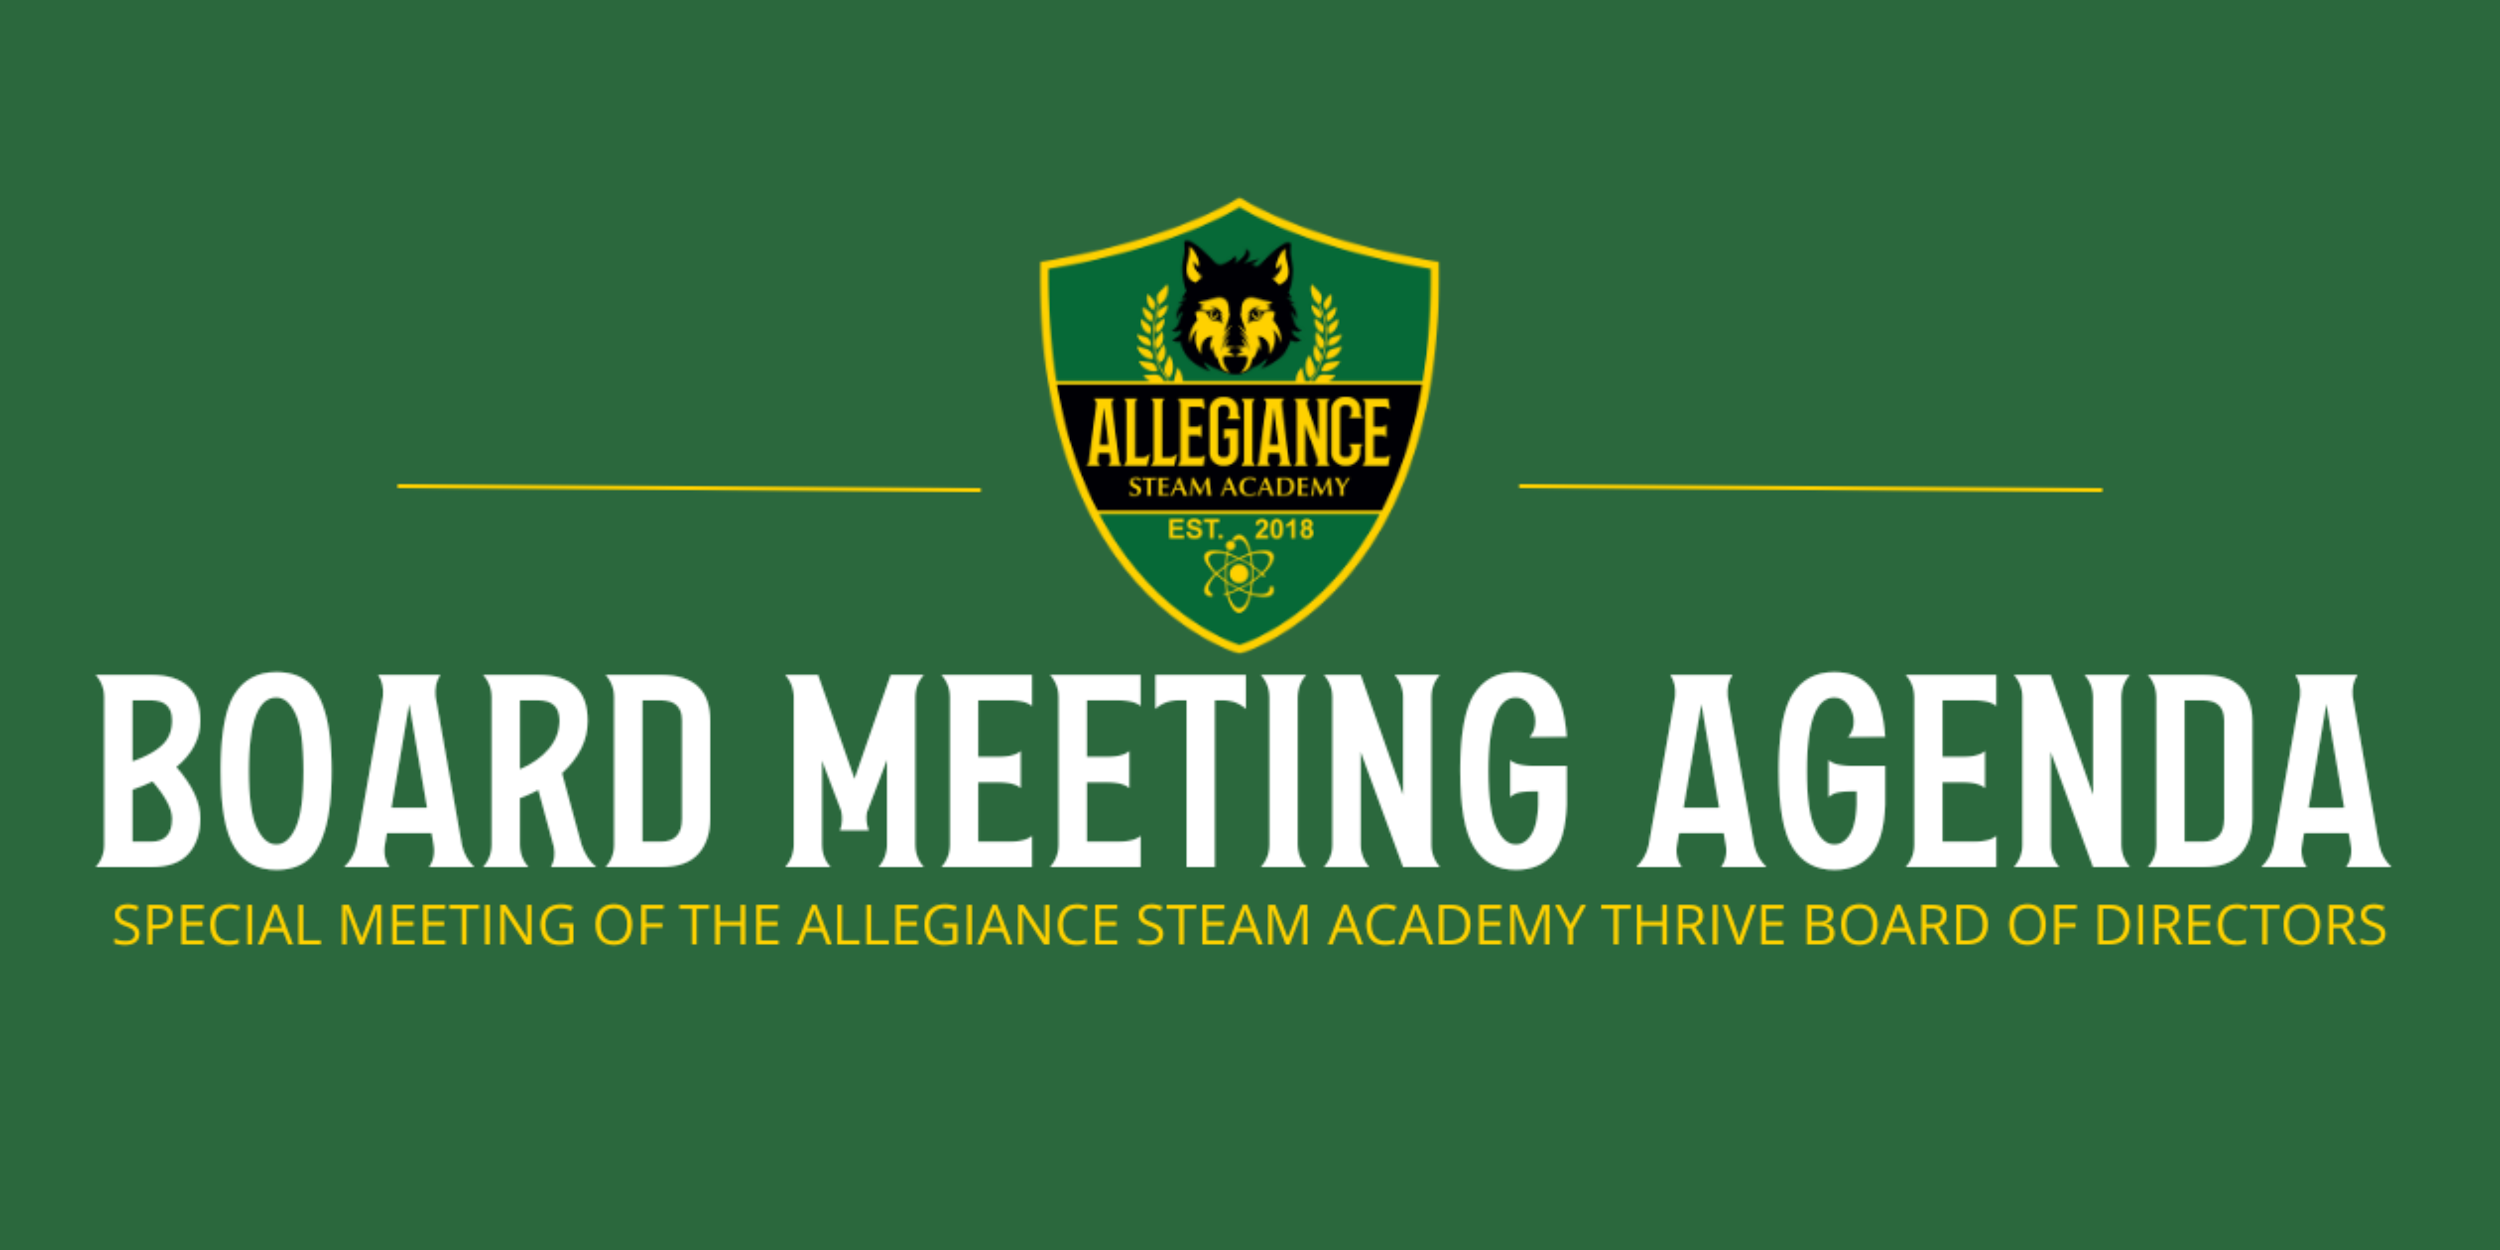 ALLEGIANCE
STEAM ACADEMY
EST. 2018
BOARD MEETING AGENDA
SPECIAL MEETING OF THE ALLEGIANCE STEAM ACADEMY THRIVE BOARD OF DIRECTORS